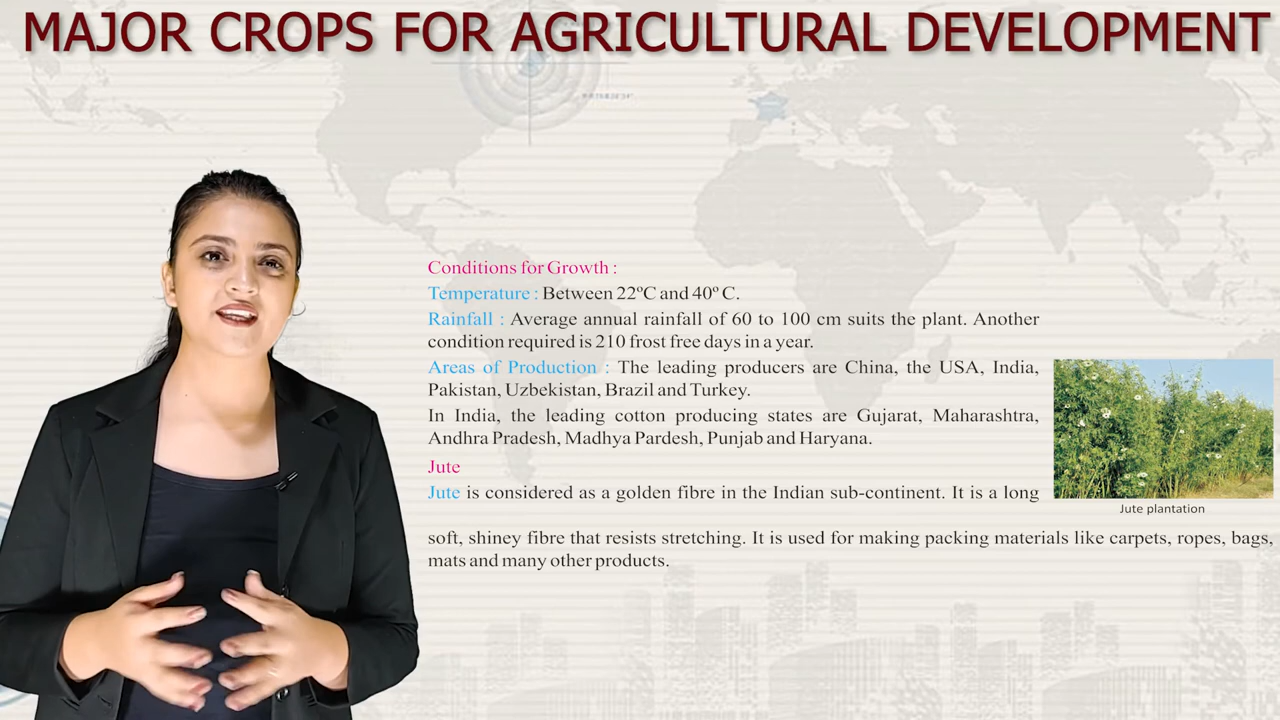 MAJOR CROPS FOR AGRICULTURAL DEVELOPMENT
Conditions for Growth :
Temperature : Between 22ºC and 40º C.
Rainfall : Average annual rainfall of 60 to 100 cm suits the plant. Another
condition required is 210 frost free days in a year.
Areas of Production : The leading producers are China, the USA, India,
Pakistan, Uzbekistan, Brazil and Turkey.
In India, the leading cotton producing states are Gujarat, Maharashtra,
Andhra Pradesh, Madhya Pardesh, Punjab and Haryana.
Jute
Jute is considered as a golden fibre in the Indian sub-continent. It is a long
Jute plantation
soft, shiney fibre that resists stretching. It is used for making packing materials like carpets, ropes, bags,
mats and many other products.